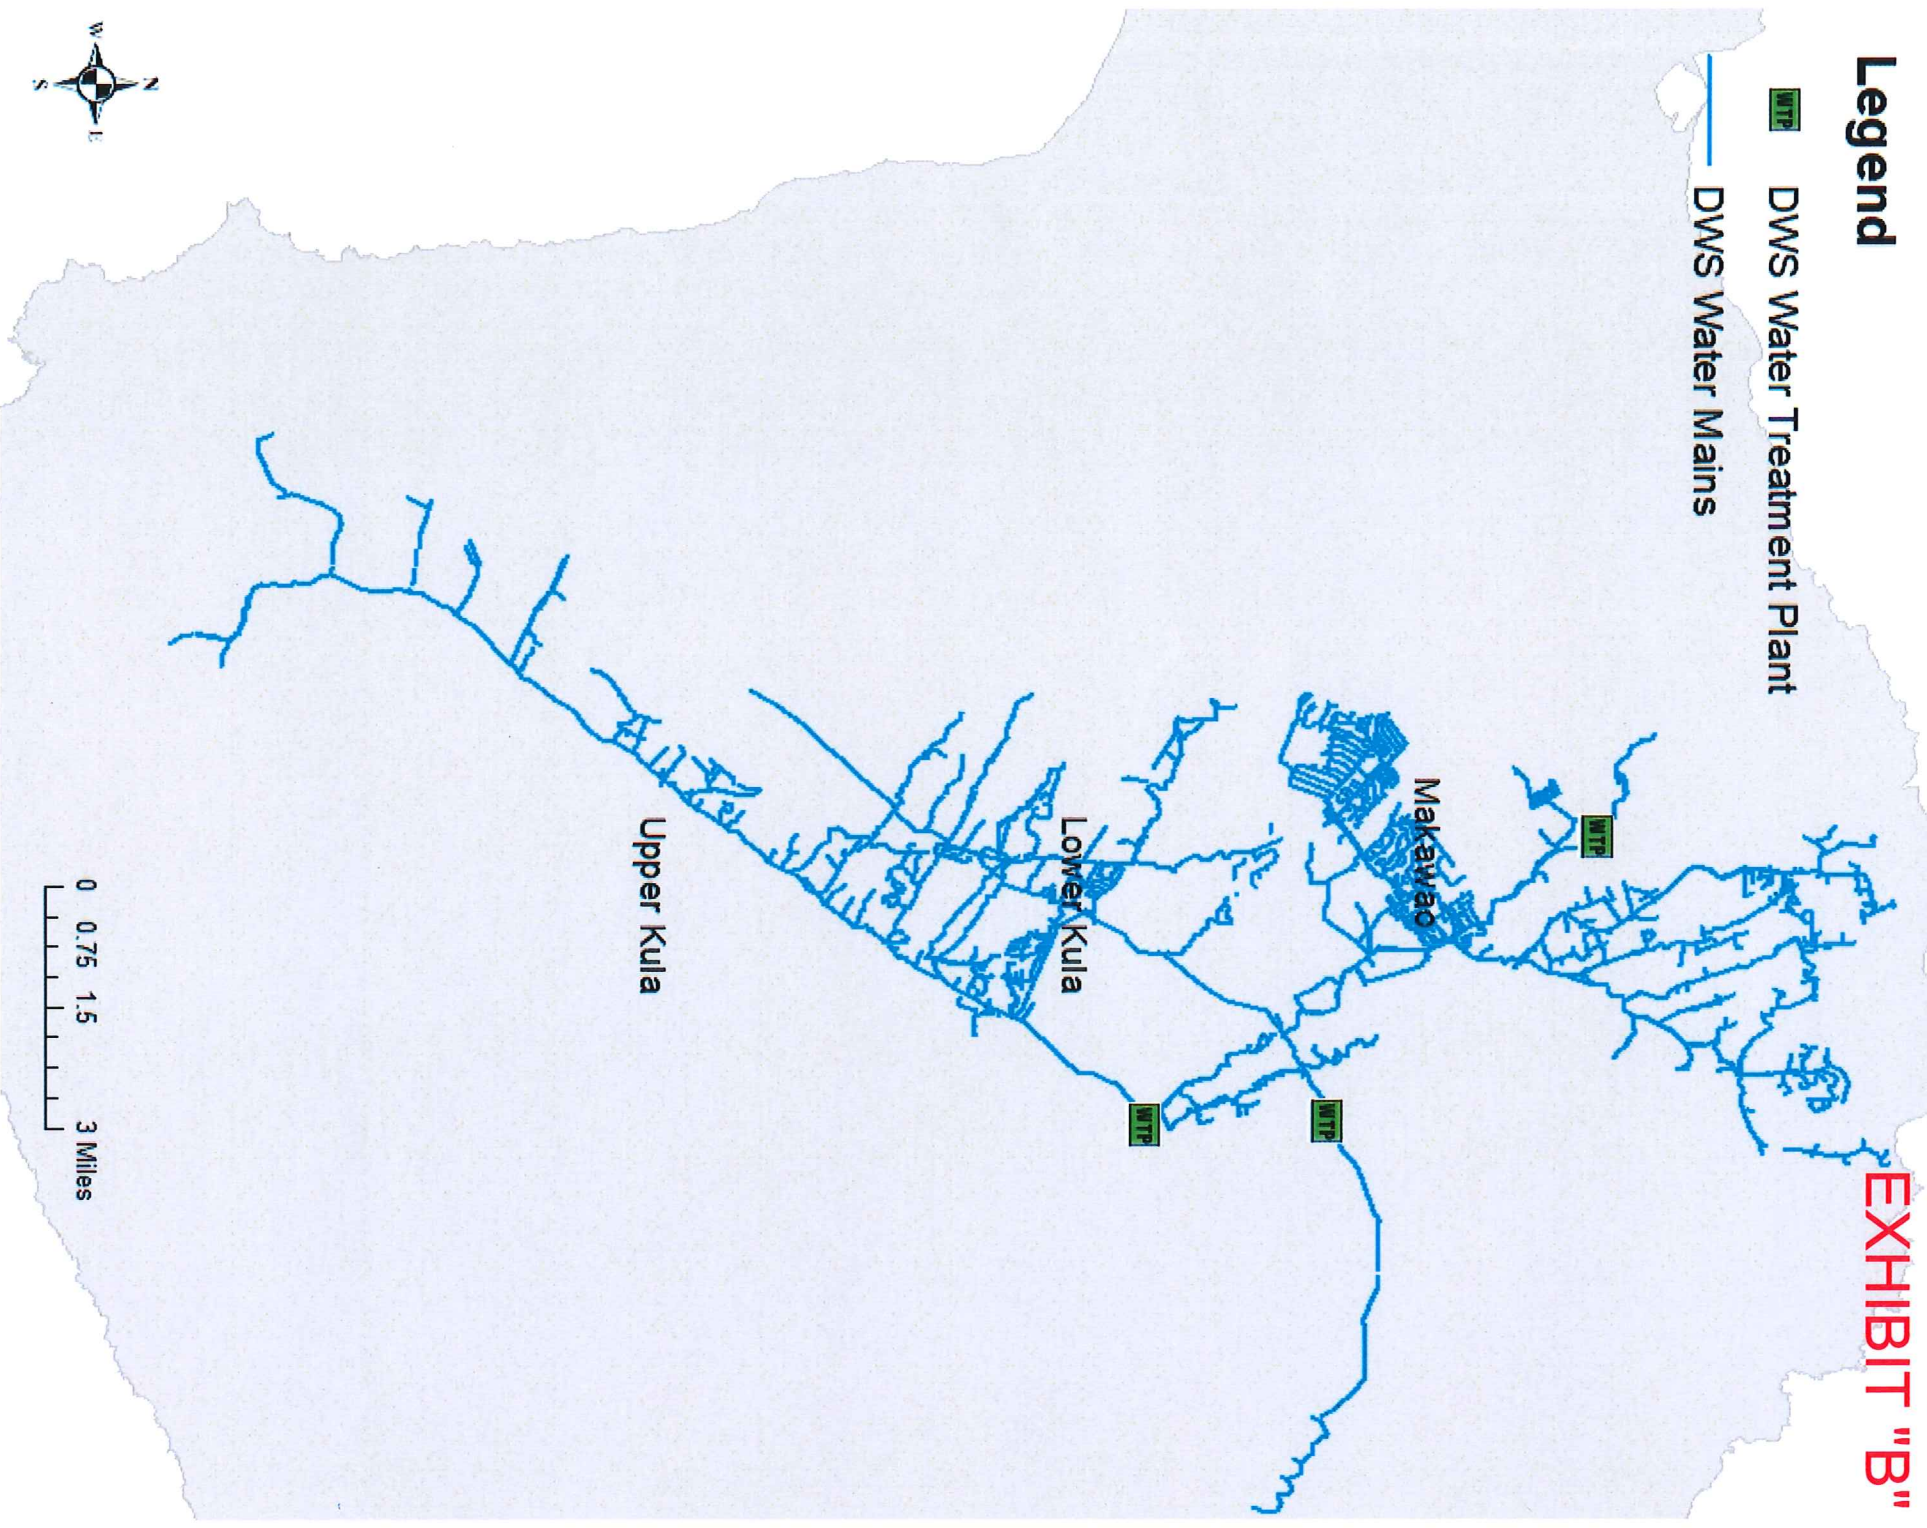 EXHIBIT "B"
Legend
WTP DWS Water Treatment Plant
DWS Water Mains
WTP
Makawao
WTP
WTP
Lower Kula
Upper Kula
N
W E
S
0 0.75 1.5 3 Miles